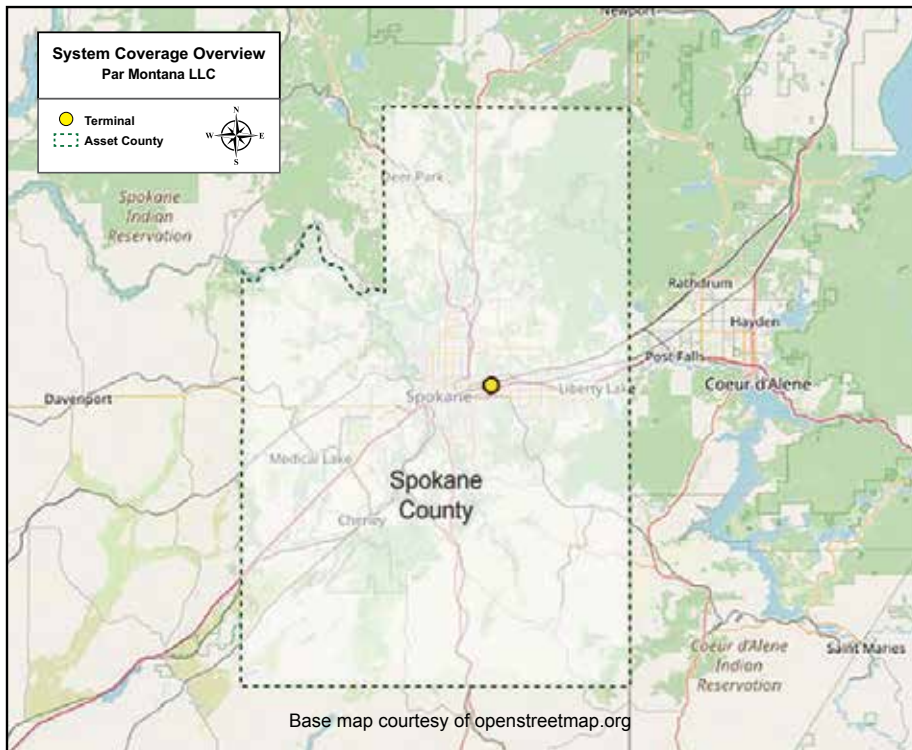 Newport
System Coverage Overview
Par Montana LLC
Terminal
Asset County
N
W
E
S
Deer Park
Spokane
Indian
Reservation
Rathdrum
Hayden
Post Falls
Coeur d'Alene
Liberty Lake
Spokane
Davenport
Medical Lake
Spokane
County
Cheney
Coeur d'Alene
Indian
Reservation
Saint Maries
Base map courtesy of openstreetmap.org